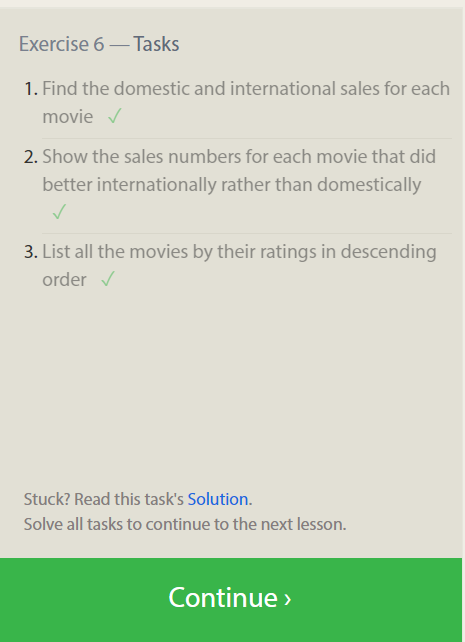 Exercise 6 — Tasks
1. Find the domestic and international sales for each
movie ✓
2. Show the sales numbers for each movie that did
better internationally rather than domestically
✓
3. List all the movies by their ratings in descending
order ✓
Stuck? Read this task's Solution.
Solve all tasks to continue to the next lesson.
Continue ›